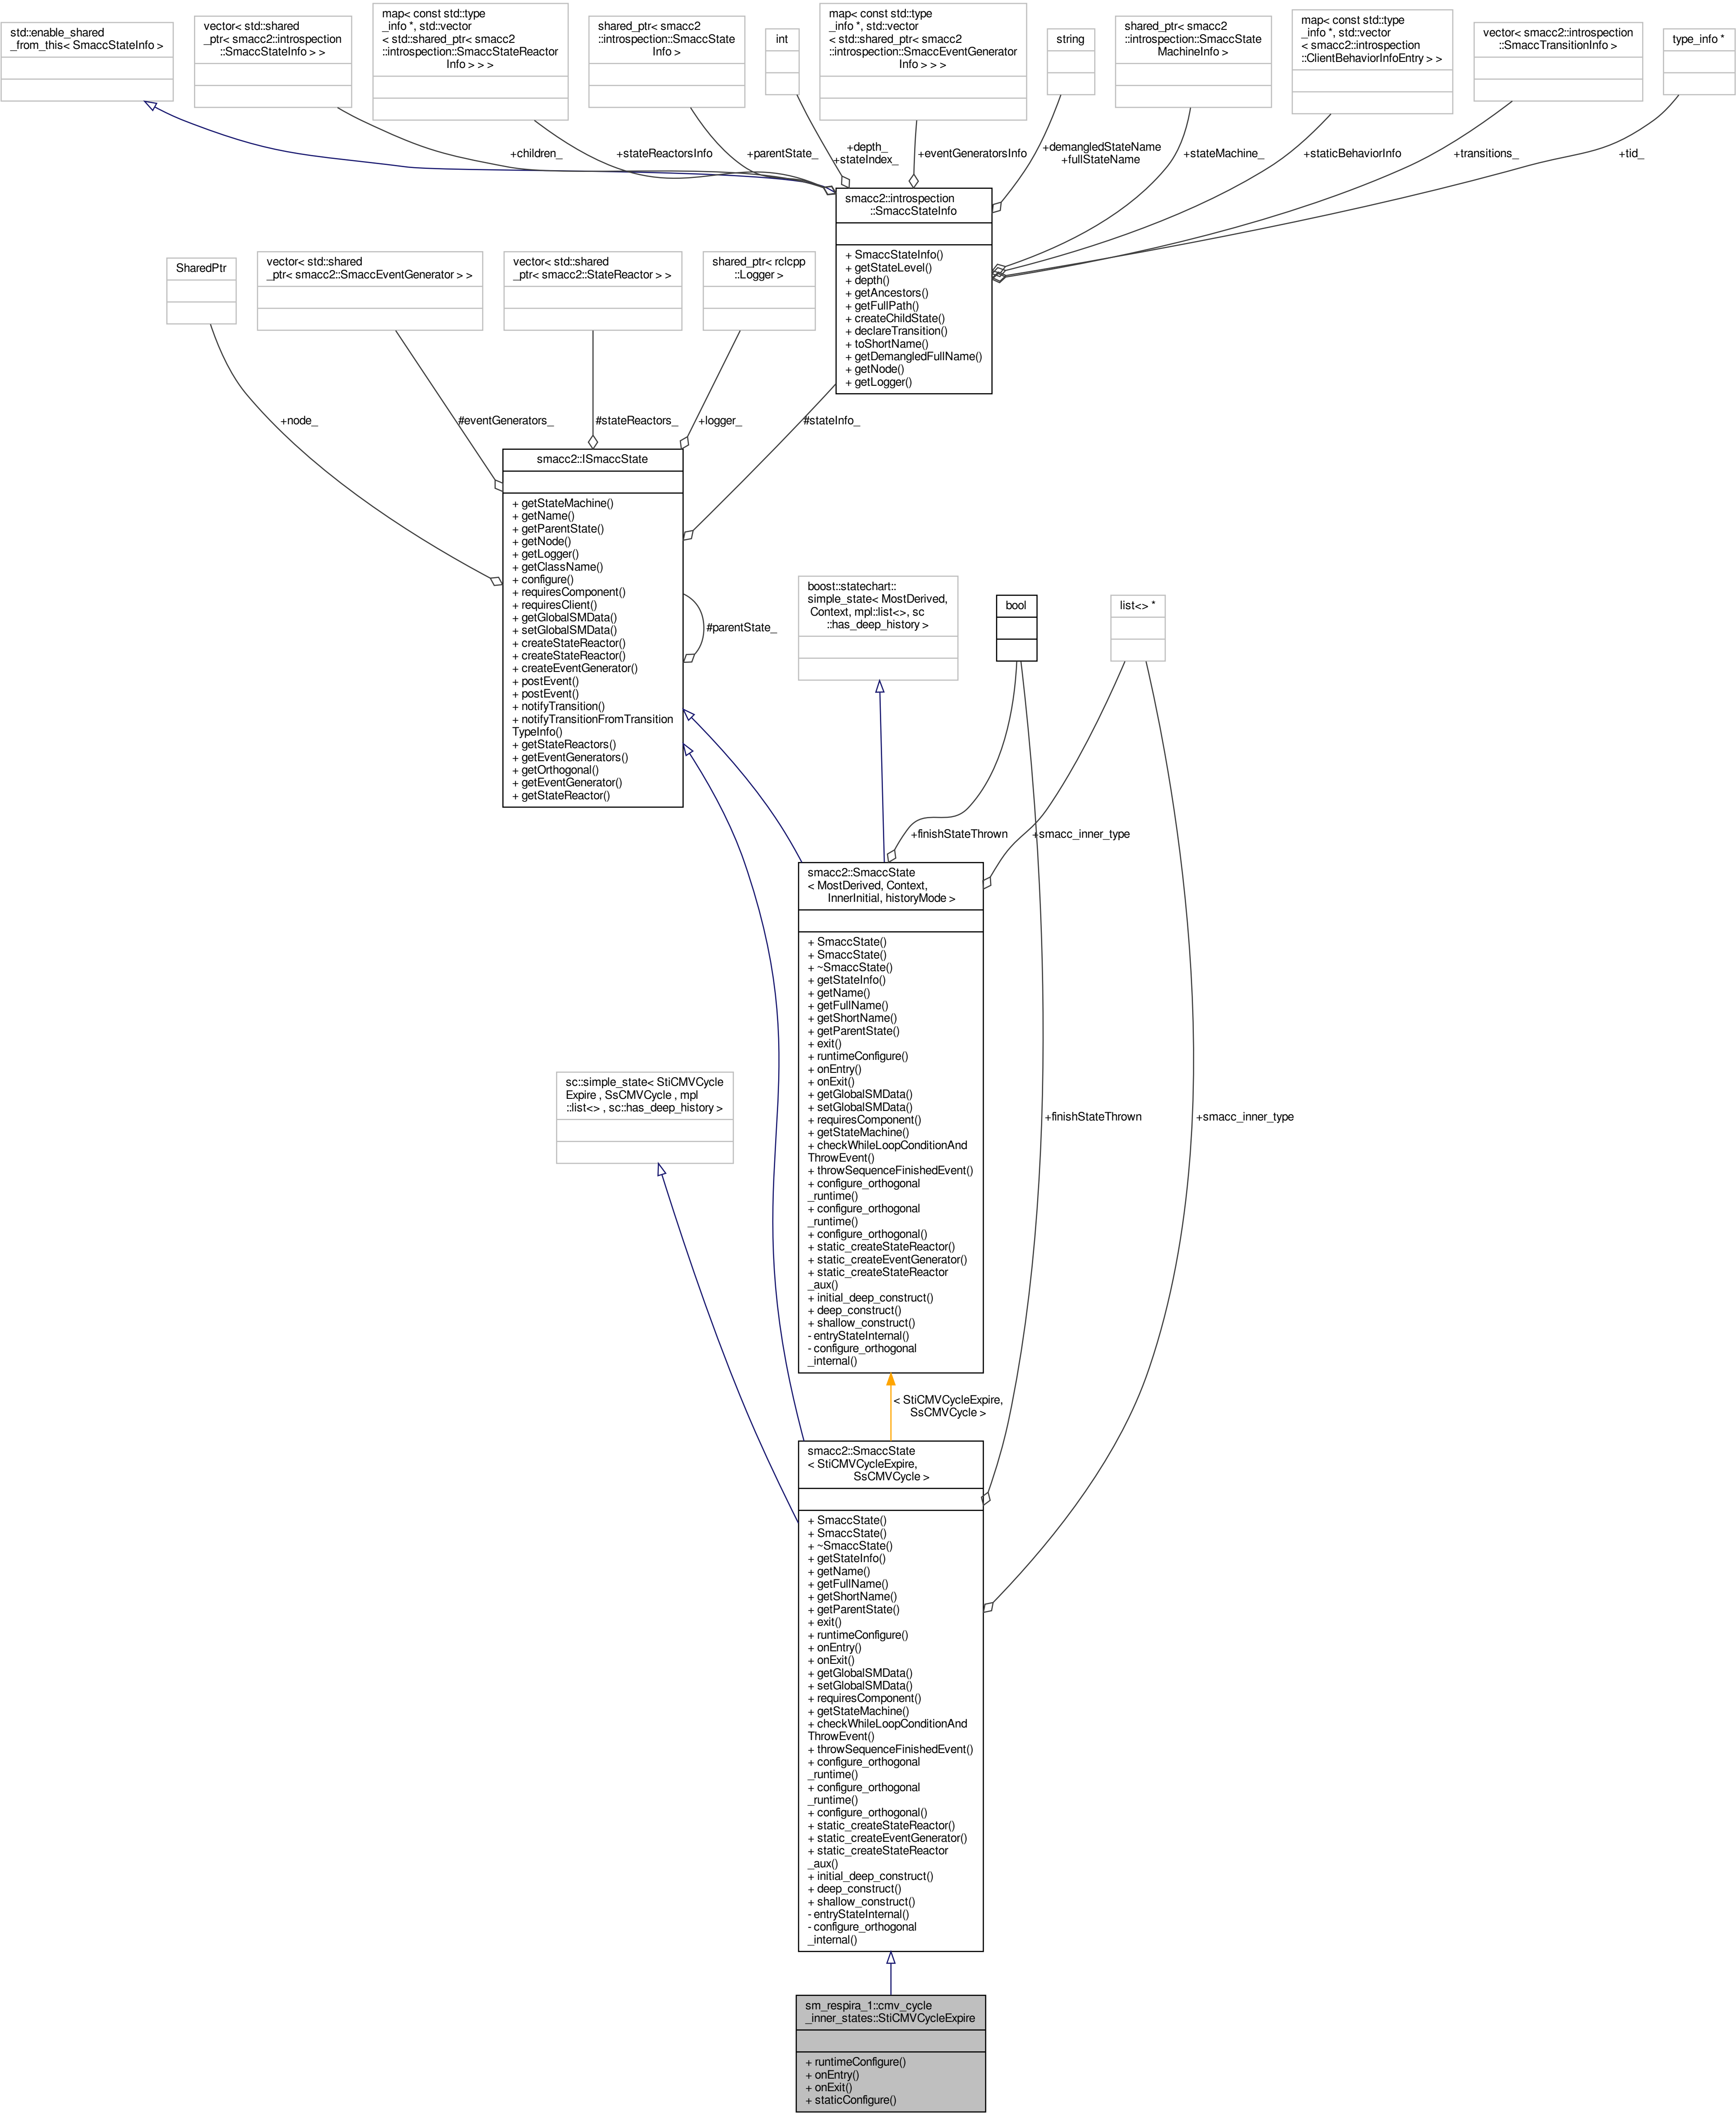 std::enable_shared
_from_this< SmaccStateInfo >
vector< std::shared
_ptr< smacc2::introspection
::SmaccStateInfo > >
map< const std::type
_info *, std::vector
< std::shared_ptr< smacc2
::introspection::SmaccStateReactor
Info > > >
shared_ptr< smacc2
::introspection::SmaccState
Info >
int
map< const std::type
_info *, std::vector
< std::shared_ptr< smacc2
::introspection::SmaccEventGenerator
Info > > >
string
shared_ptr< smacc2
::introspection::SmaccState
MachineInfo >
map< const std::type
_info *, std::vector
< smacc2::introspection
::ClientBehaviorInfoEntry > >
vector< smacc2::introspection
::SmaccTransitionInfo >
type_info *
+children_
+stateReactorsInfo
+parentState_
+depth_
+stateIndex_
+eventGeneratorsInfo
+demangledStateName
+fullStateName
+stateMachine_
+staticBehaviorInfo
+transitions_
+tid_
smacc2::introspection
::SmaccStateInfo
+ SmaccStateInfo()
+ getStateLevel()
+ depth()
+ getAncestors()
+ getFullPath()
+ createChildState()
+ declareTransition()
+ toShortName()
+ getDemangledFullName()
+ getNode()
+ getLogger()
SharedPtr
vector< std::shared
_ptr< smacc2::SmaccEventGenerator > >
vector< std::shared
_ptr< smacc2::StateReactor > >
shared_ptr< rclcpp
::Logger >
+node_
#eventGenerators_
#stateReactors_
+logger_
#stateInfo_
smacc2::ISmaccState
+ getStateMachine()
+ getName()
+ getParentState()
+ getNode()
+ getLogger()
+ getClassName()
+ configure()
+ requiresComponent()
+ requiresClient()
+ getGlobalSMData()
+ setGlobalSMData()
+ createStateReactor()
+ createStateReactor()
+ createEventGenerator()
+ postEvent()
+ postEvent()
+ notifyTransition()
+ notifyTransitionFromTransition
TypeInfo()
+ getStateReactors()
+ getEventGenerators()
+ getOrthogonal()
+ getEventGenerator()
+ getStateReactor()
#parentState_
boost::statechart::
simple_state< MostDerived,
Context, mpl::list<>, sc
::has_deep_history >
bool
list<> *
+finishStateThrown
+smacc_inner_type
smacc2::SmaccState
< MostDerived, Context,
InnerInitial, historyMode >
+ SmaccState()
+ SmaccState()
+ ~SmaccState()
+ getStateInfo()
+ getName()
+ getFullName()
+ getShortName()
+ getParentState()
+ exit()
+ runtimeConfigure()
+ onEntry()
+ onExit()
+ getGlobalSMData()
+ setGlobalSMData()
+ requiresComponent()
+ getStateMachine()
+ checkWhileLoopConditionAnd
ThrowEvent()
+ throwSequenceFinishedEvent()
+ configure_orthogonal
_runtime()
+ configure_orthogonal
_runtime()
+ configure_orthogonal()
+ static_createStateReactor()
+ static_createEventGenerator()
+ static_createStateReactor
_aux()
+ initial_deep_construct()
+ deep_construct()
+ shallow_construct()
- entryStateInternal()
- configure_orthogonal
_internal()
sc::simple_state< StiCMVCycle
Expire , SsCMVCycle , mpl
::list<> , sc::has_deep_history >
+finishStateThrown
+smacc_inner_type
< StiCMVCycleExpire,
SsCMVCycle >
smacc2::SmaccState
< StiCMVCycleExpire,
SsCMVCycle >
+ SmaccState()
+ SmaccState()
+ ~SmaccState()
+ getStateInfo()
+ getName()
+ getFullName()
+ getShortName()
+ getParentState()
+ exit()
+ runtimeConfigure()
+ onEntry()
+ onExit()
+ getGlobalSMData()
+ setGlobalSMData()
+ requiresComponent()
+ getStateMachine()
+ checkWhileLoopConditionAnd
ThrowEvent()
+ throwSequenceFinishedEvent()
+ configure_orthogonal
_runtime()
+ configure_orthogonal
_runtime()
+ configure_orthogonal()
+ static_createStateReactor()
+ static_createEventGenerator()
+ static_createStateReactor
_aux()
+ initial_deep_construct()
+ deep_construct()
+ shallow_construct()
- entryStateInternal()
- configure_orthogonal
_internal()
sm_respira_1::cmv_cycle
_inner_states::StiCMVCycleExpire
+ runtimeConfigure()
+ onEntry()
+ onExit()
+ staticConfigure()